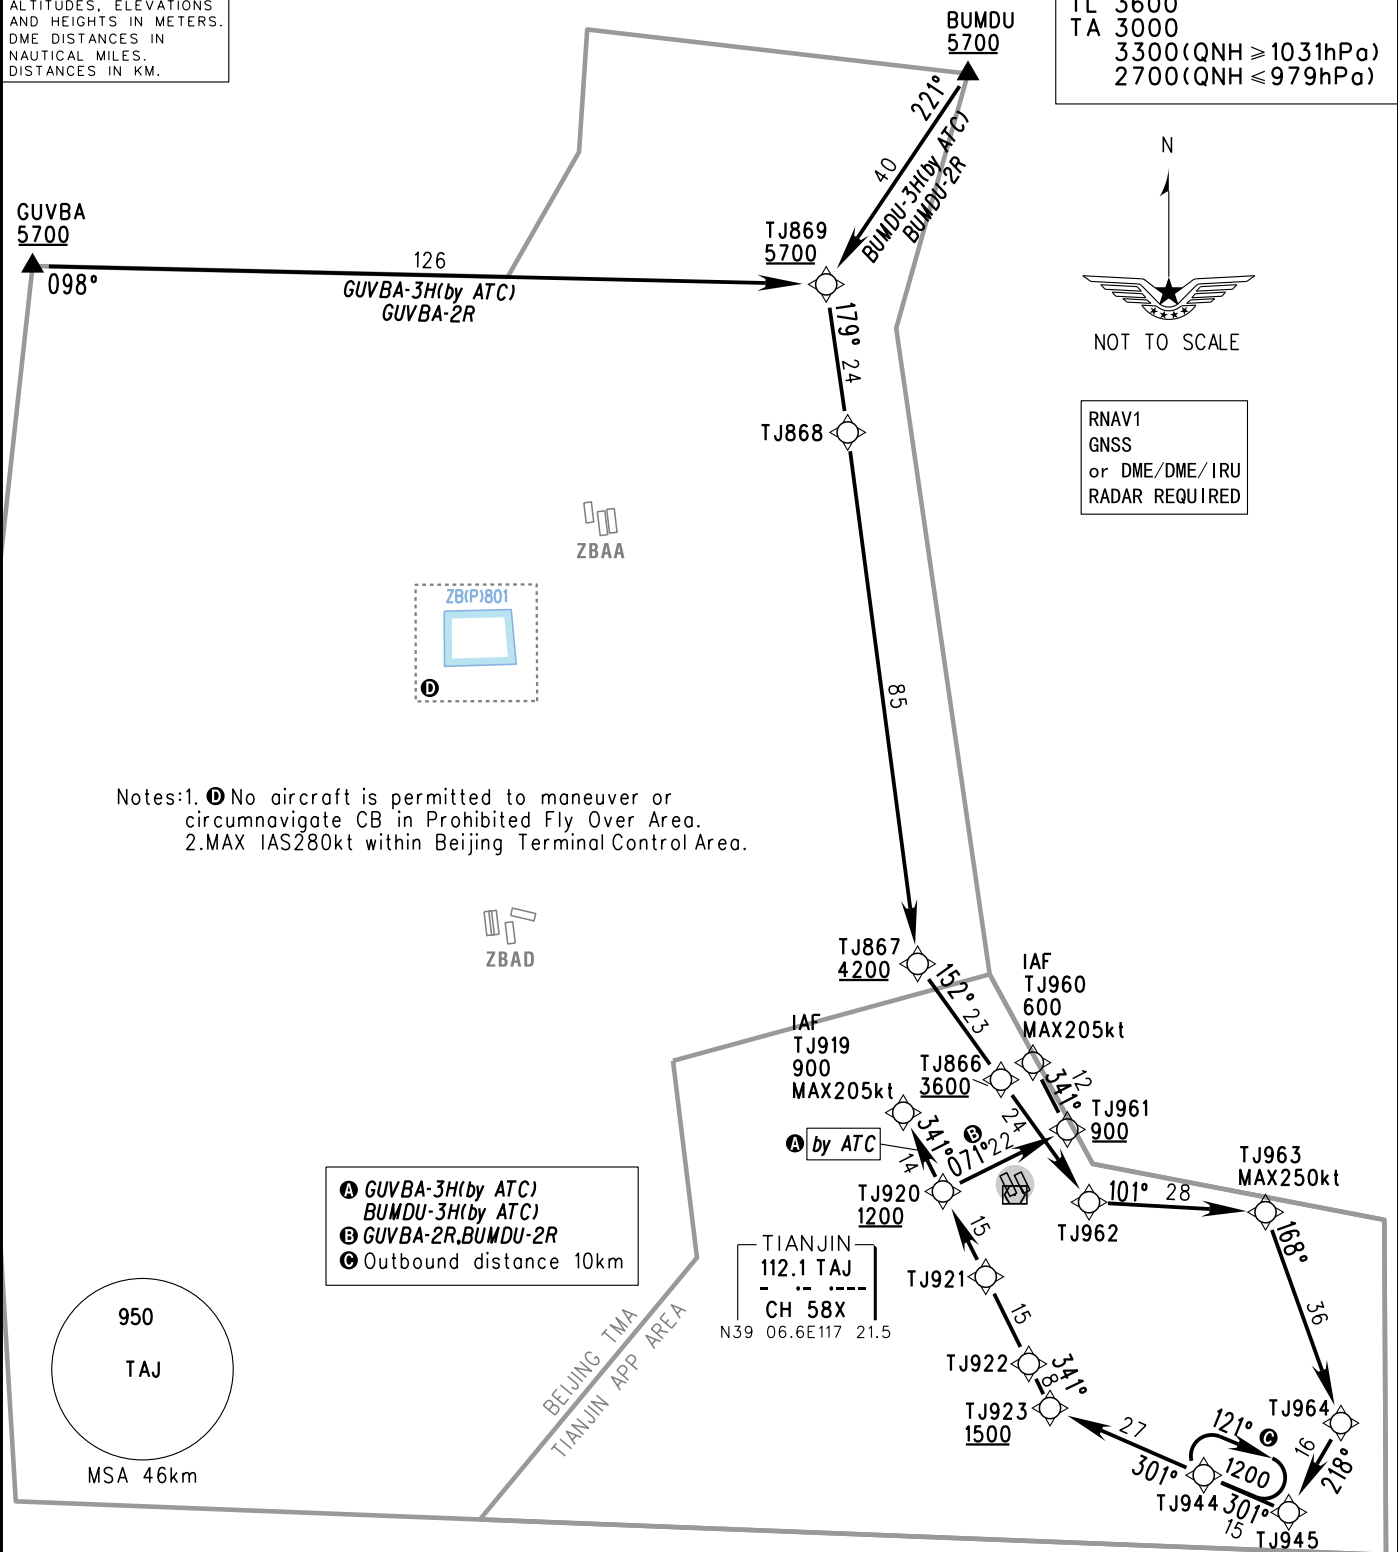 ALTITUDES, ELEVATIONS
AND HEIGHTS IN METERS.
DME DISTANCES IN
NAUTICAL MILES.
DISTANCES IN KM.
TL 3600
TA 3000
3300(QNH ≥ 1031hPa)
2700(QNH ≤ 979hPa)
BUMDU
5700
221°
40
BUMDU-3H(by ATC)
BUMDU-2R
N
NOT TO SCALE
GUVBA
5700
098°
126
GUVBA-3H(by ATC)
GUVBA-2R
TJ869
5700
179°
24
TJ868
RNAV1
GNSS
or DME/DME/IRU
RADAR REQUIRED
ZBAA
ZB(P)801
D
85
Notes:1. D No aircraft is permitted to maneuver or
circumnavigate CB in Prohibited Fly Over Area.
2.MAX IAS280kt within Beijing Terminal Control Area.
ZBAD
TJ867
4200
152°
23
IAF
TJ960
600
MAX205kt
IAF
TJ919
900
MAX205kt
TJ866
3600
341°
12
TJ961
900
24
A by ATC
341°
14
B
071°
22
TJ920
1200
TJ962
101°
28
TJ963
MAX250kt
168°
36
A GUVBA-3H(by ATC)
BUMDU-3H(by ATC)
B GUVBA-2R,BUMDU-2R
C Outbound distance 10km
TIANJIN
112.1 TAJ
- .- .---
CH 58X
N39 06.6E117 21.5
15
TJ921
15
TJ922
341°
8
TJ923
1500
27
301°
121°
C
1200
TJ944
301°
15
TJ945
TJ964
16
218°
950
TAJ
MSA 46km
BEIJING TMA
TIANJIN APP AREA